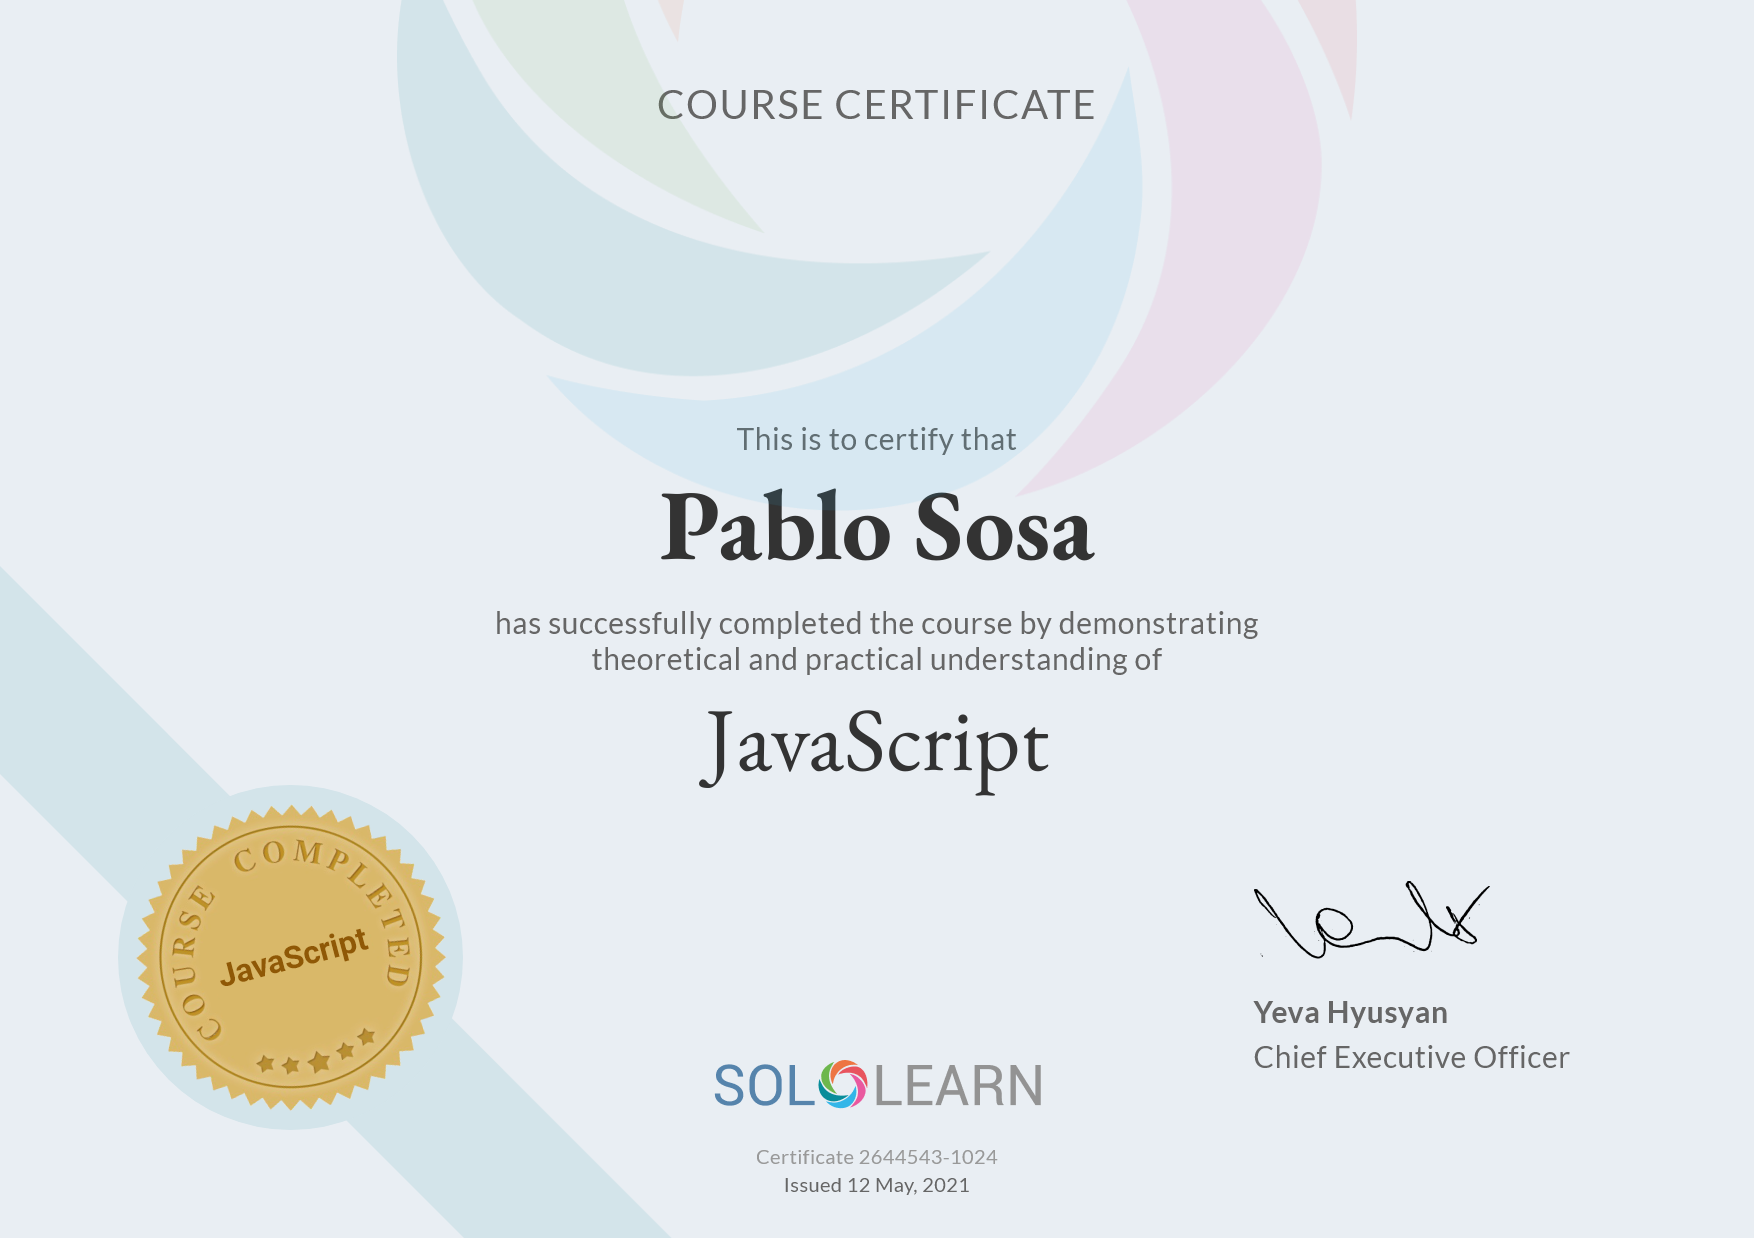 COURSE CERTIFICATE
This is to certify that
Pablo Sosa
has successfully completed the course by demonstrating
theoretical and practical understanding of
JavaScript
COURSE COMPLETED
JavaScript
Yeva Hyusyan
Chief Executive Officer
SOLOLEARN
Certificate 2644543-1024
Issued 12 May, 2021